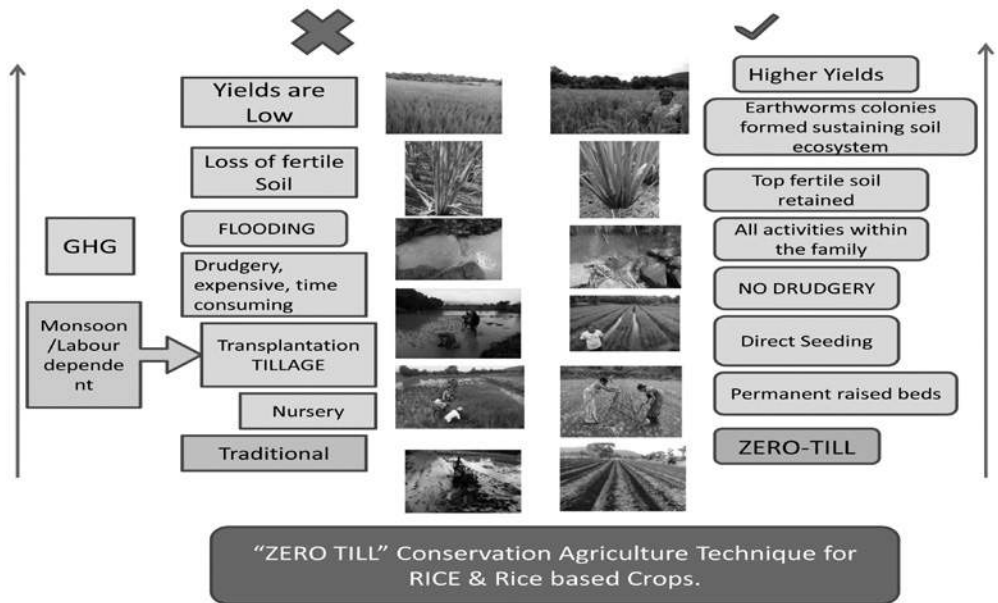 Yields are
Low
Loss of fertile
Soil
FLOODING
GHG
Drudgery,
expensive, time
consuming
Monsoon
/Labour
depende
nt
Transplantation
TILLAGE
Nursery
Traditional
Higher Yields
Earthworms colonies
formed sustaining soil
ecosystem
Top fertile soil
retained
All activities within
the family
NO DRUDGERY
Direct Seeding
Permanent raised beds
ZERO-TILL
“ZERO TILL” Conservation Agriculture Technique for
RICE & Rice based Crops.